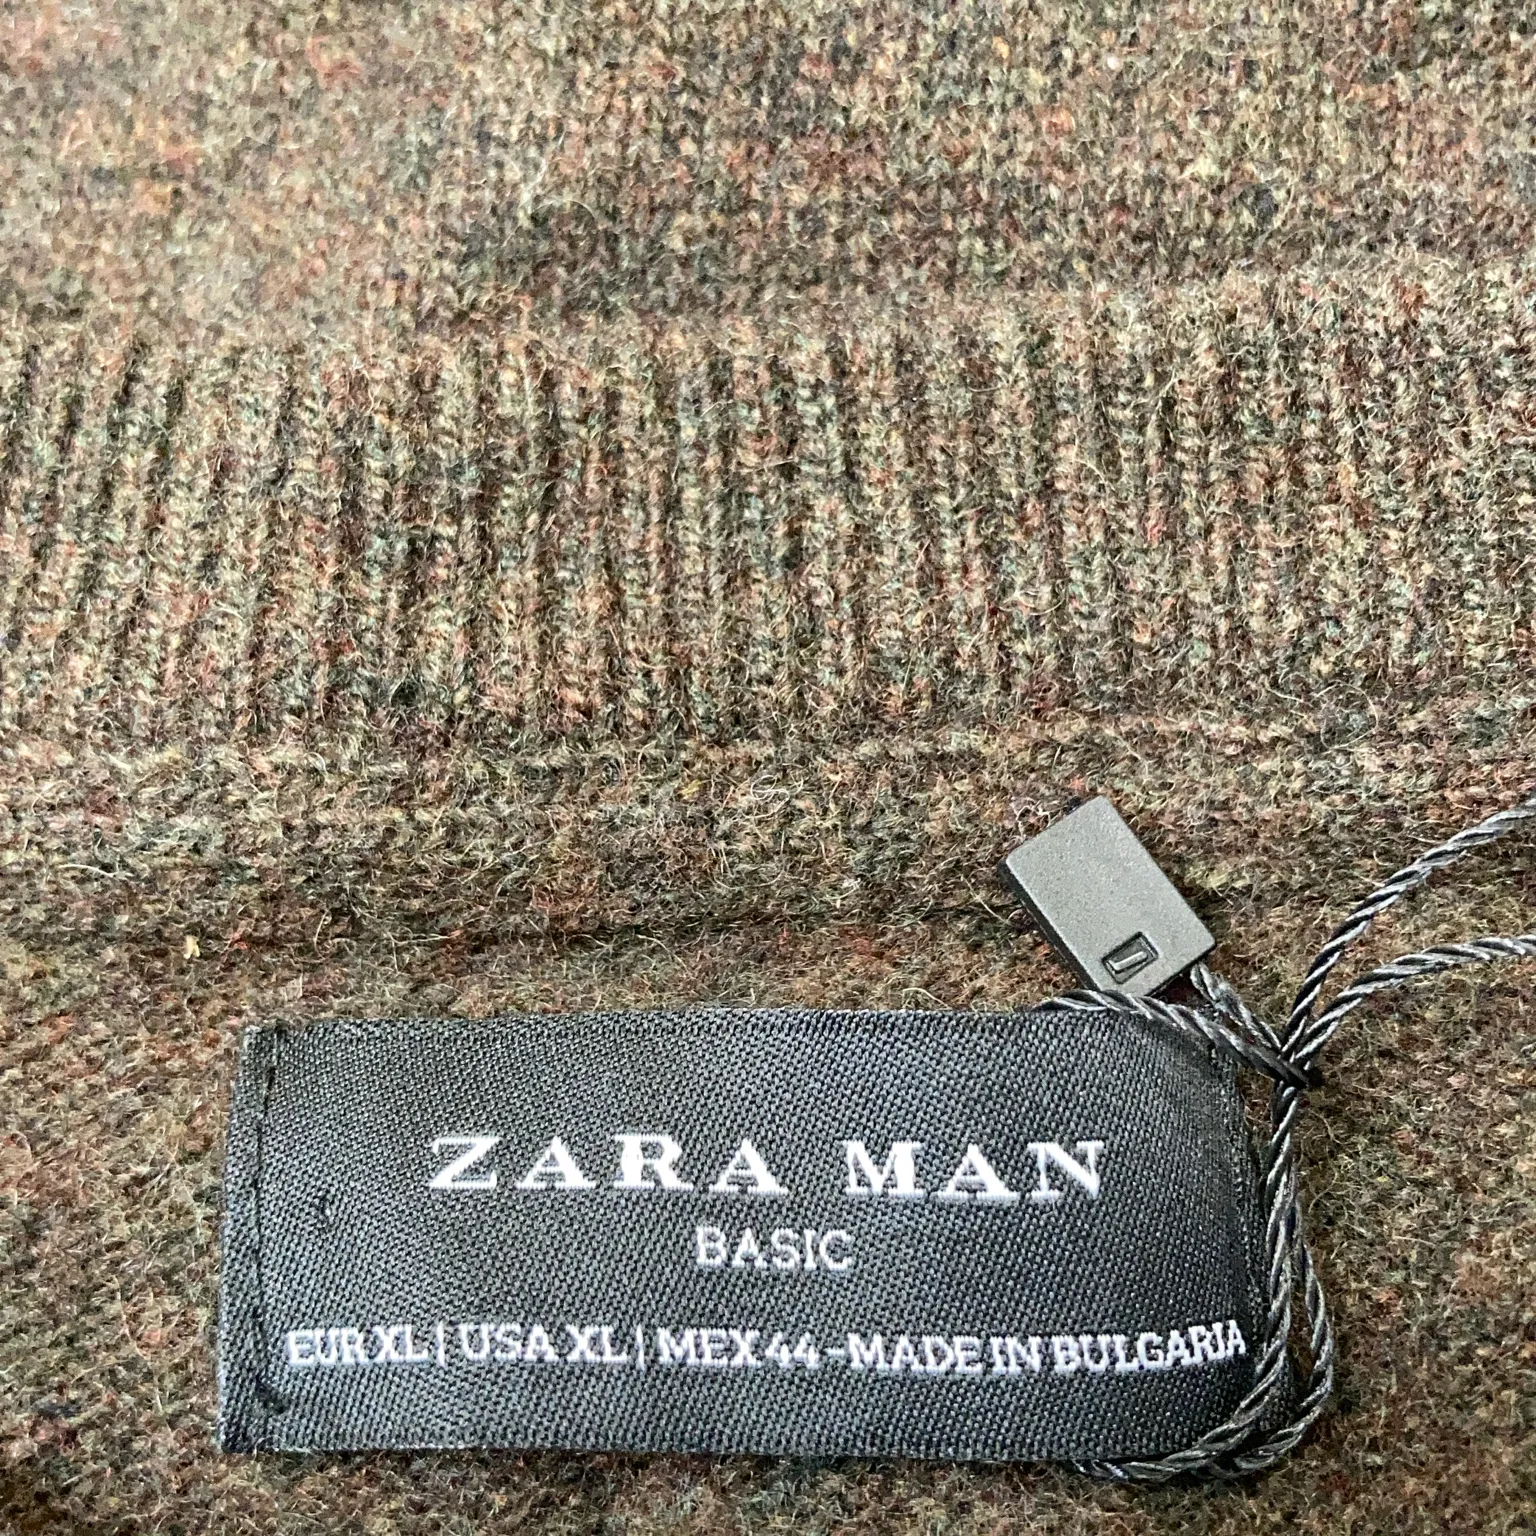 ZARA MAN
BASIC
EUR XL | USA XL | MEX 44 - MADE IN BULGARIA